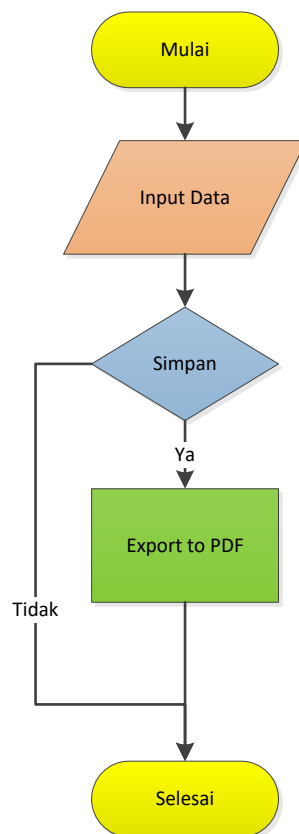 Mulai
Input Data
Simpan
Ya
Export to PDF
Tidak
Selesai